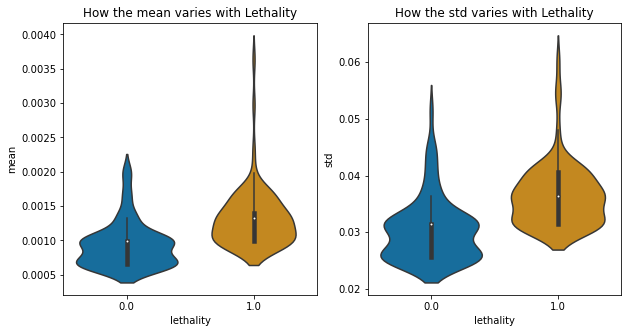 How the mean varies with Lethality
mean
0.0040
0.0035
0.0030
0.0025
0.0020
0.0015
0.0010
0.0005
0.0
1.0
lethality
How the std varies with Lethality
std
0.06
0.05
0.04
0.03
0.02
0.0
1.0
lethality